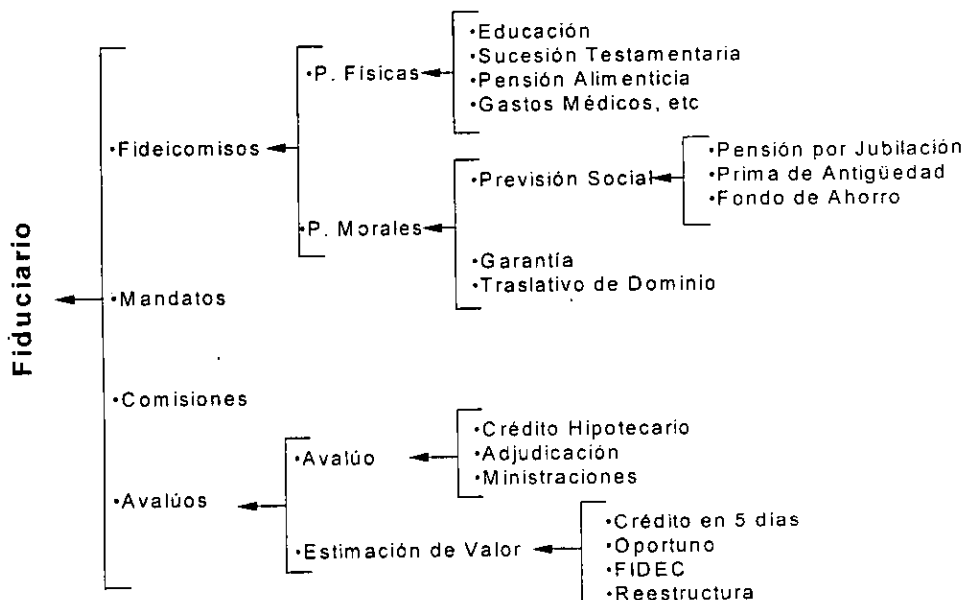 Fiduciario
•Fideicomisos
•P. Físicas
•Educación
•Sucesión Testamentaria
•Pensión Alimenticia
•Gastos Médicos, etc
•P. Morales
•Previsión Social
•Pensión por Jubilación
•Prima de Antigüedad
•Fondo de Ahorro
•Garantía
•Traslativo de Dominio
•Mandatos
•Comisiones
•Avalúos
•Avalúo
•Crédito Hipotecario
•Adjudicación
•Ministraciones
•Estimación de Valor
•Crédito en 5 días
•Oportuno
•FIDEC
•Reestructura